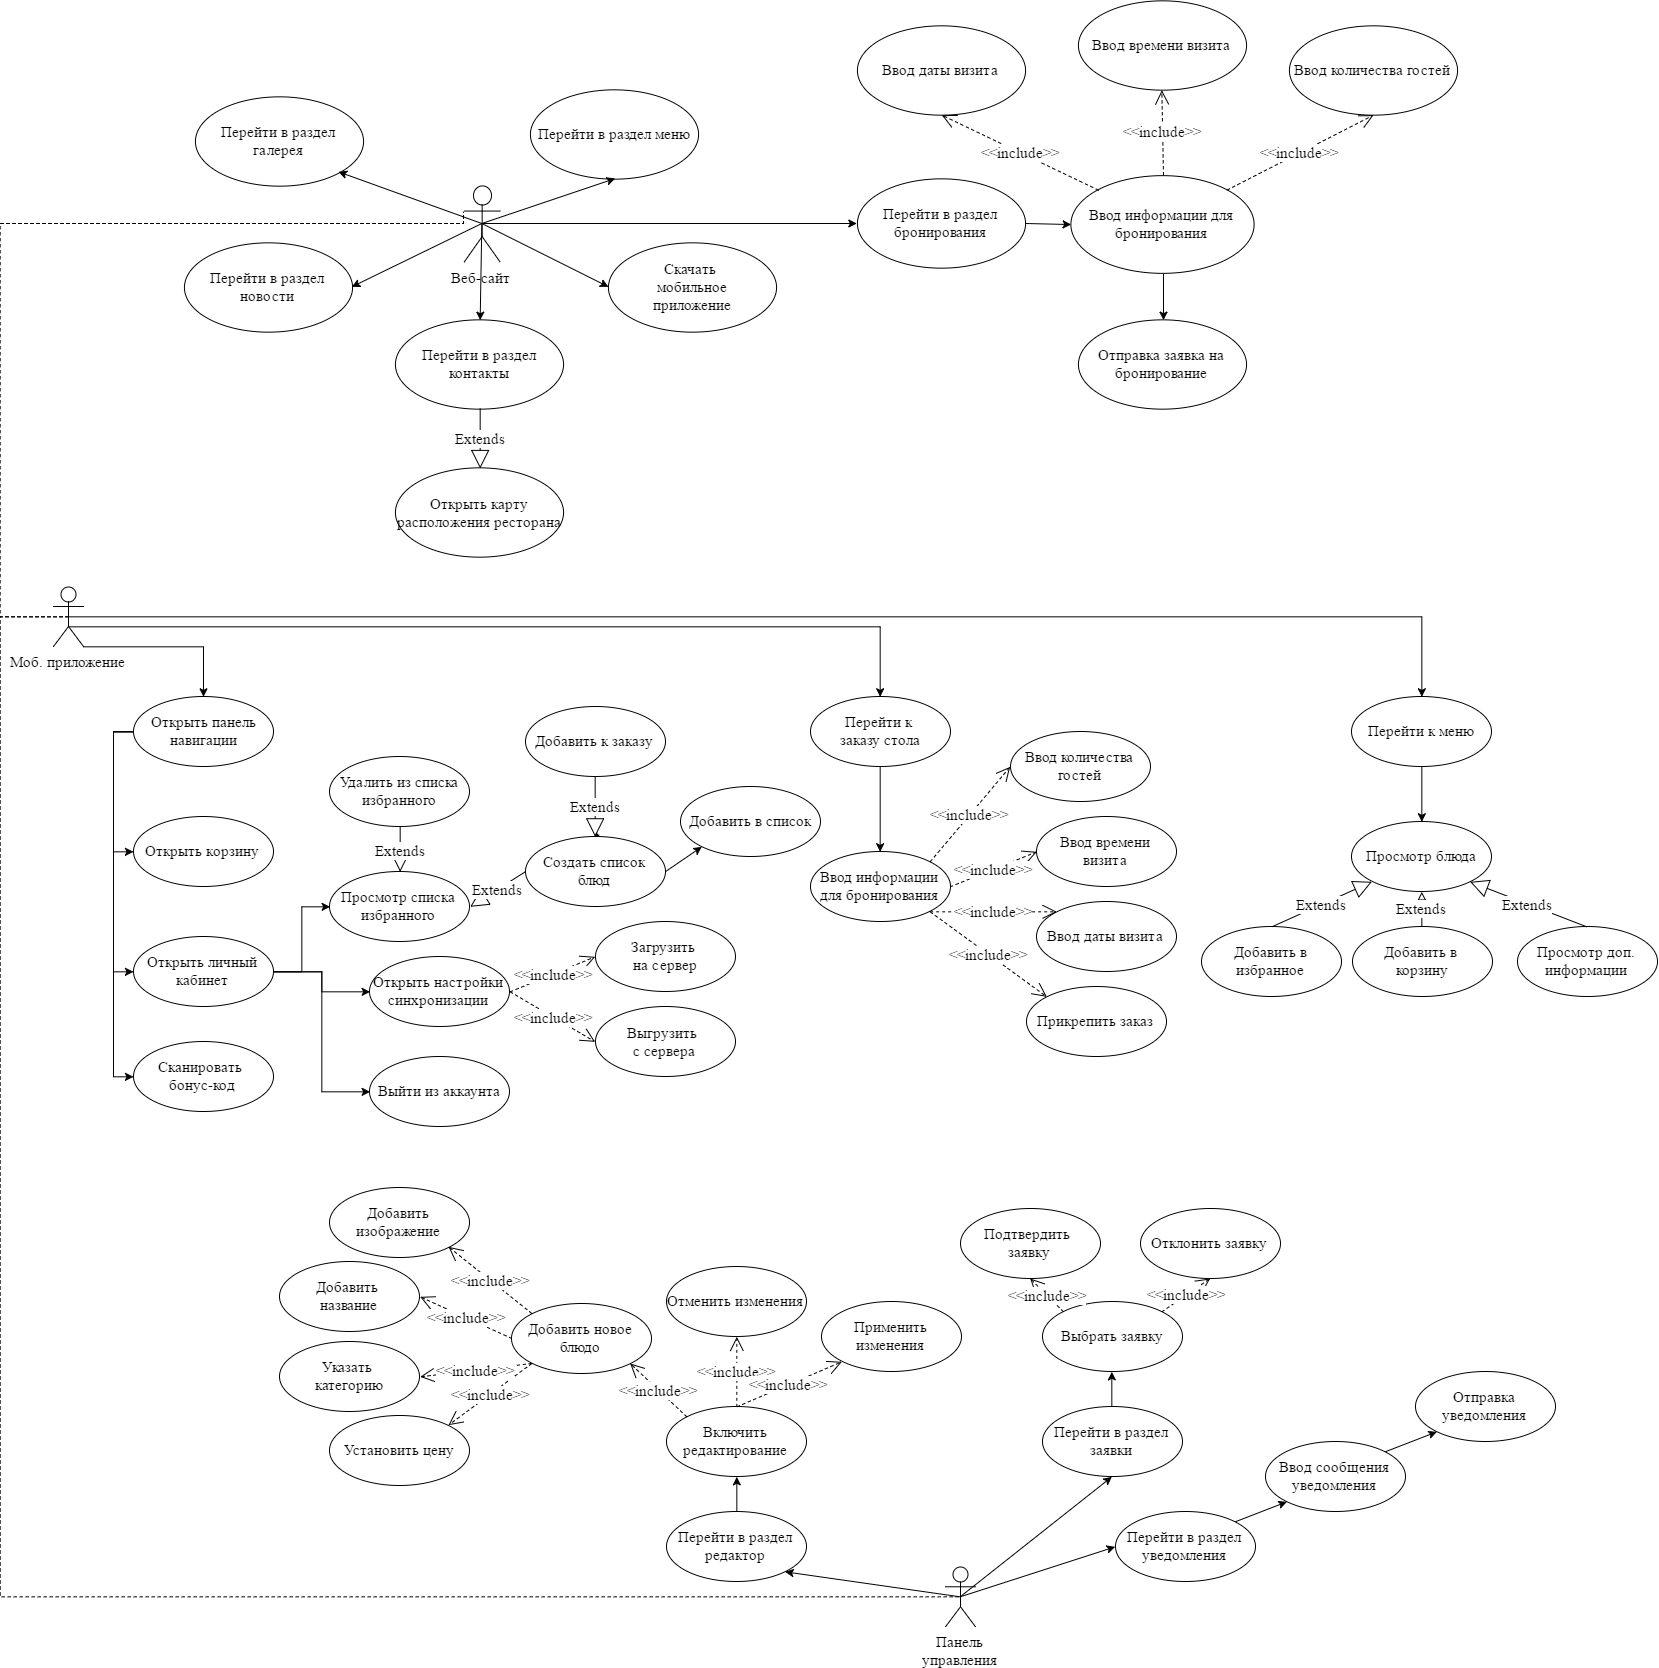 Ввод времени визита
Ввод даты визита
Ввод количества гостей
Перейти в раздел
галерея
Перейти в раздел меню
<<include>>
<<include>>
<<include>>
Перейти в раздел
бронирования
Ввод информации для
бронирования
Перейти в раздел
новости
Веб-сайт
Скачать
мобильное
приложение
Перейти в раздел
контакты
Отправка заявка на
бронирование
Extends
Открыть карту
расположения ресторана
Моб. приложение
Открыть панель
навигации
Добавить к заказу
Перейти к
заказу стола
Перейти к меню
Удалить из списка
избранного
Ввод количества
гостей
Extends
Добавить в список
<<include>>
Открыть корзину
Extends
Создать список
блюд
Ввод времени
визита
Просмотр блюда
Extends
<<include>>
Просмотр списка
избранного
Ввод информации
для бронирования
<<include>>
Extends
Extends
Extends
Ввод даты визита
Загрузить
на сервер
<<include>>
Добавить в
избранное
Добавить в
корзину
Просмотр доп.
информации
Открыть личный
кабинет
<<include>>
Открыть настройки
синхронизации
<<include>>
Прикрепить заказ
Выгрузить
с сервера
Сканировать
бонус-код
Выйти из аккаунта
Добавить
изображение
Подтвердить
заявку
Отклонить заявку
<<include>>
Добавить
название
<<include>>
<<include>>
Отменить изменения
<<include>>
Добавить новое
блюдо
Применить
изменения
Выбрать заявку
Указать
категорию
<<include>>
<<include>>
<<include>>
<<include>>
<<include>>
Отправка
уведомления
Установить цену
Включить
редактирование
Перейти в раздел
заявки
Ввод сообщения
уведомления
Перейти в раздел
редактор
Перейти в раздел
уведомления
Панель
управления